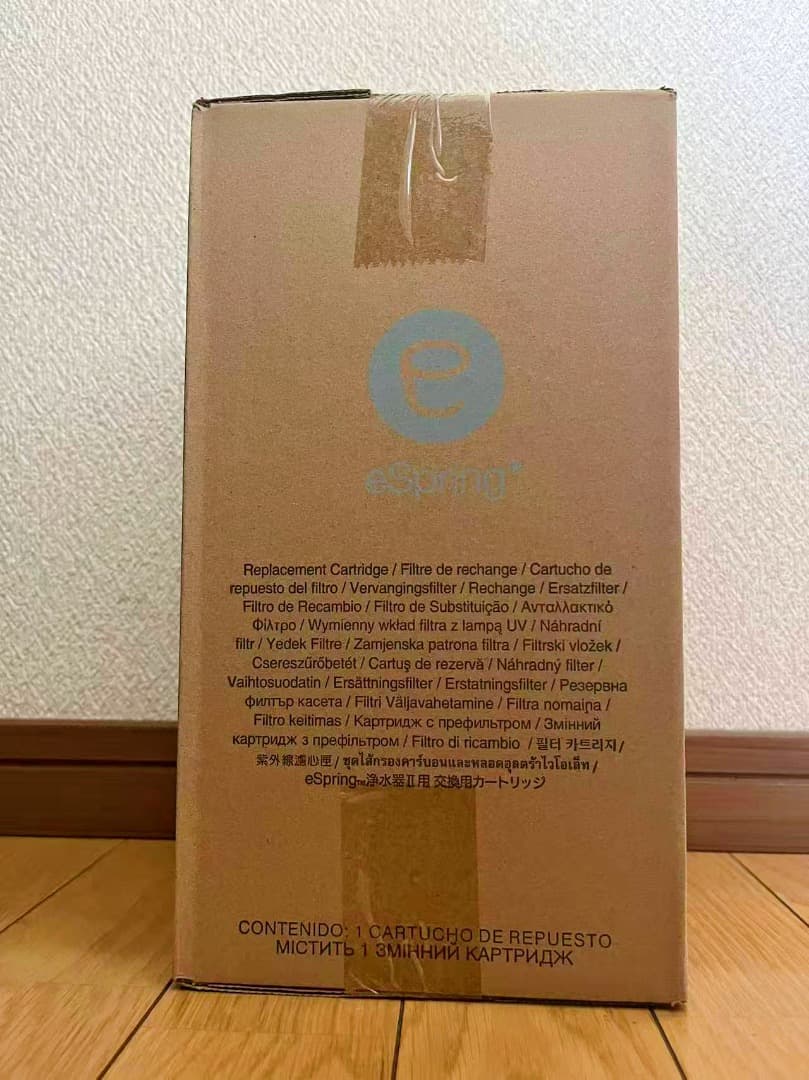 e
eSpring®
Replacement Cartridge / Filtre de rechange / Cartucho de
repuesto del filtro / Vervangingsfilter / Rechange / Ersatzfilter /
Filtro de Recambio / Filtro de Substituição / Ανταλλακτικό
Φίλτρο / Wymienny wkład filtra z lampą UV / Náhradní
filtr / Yedek Filtre / Zamjenska patrona filtra / Filtrski vložek /
Csereszűrőbetét / Cartuş de rezervă / Náhradný filter /
Vaihtosuodatin / Ersättningsfilter / Erstatningsfilter / Резервна
филтър касета / Filtri Väljavahetamine / Filtra nomaiņa /
Filtro keitimas / Картридж с префильтром / Змінний
картридж з префільтром / Filtro di ricambio / 필터 카트리지 /
紫外線濾心匣 / ชุดไส้กรองคาร์บอนและหลอดอุลตร้าไวโอเล็ท /
eSpring™浄水器Ⅱ用 交換用カートリッジ
CONTENIDO: 1 CARTUCHO DE REPUESTO
МІСТИТЬ 1 ЗМІННИЙ КАРТРИДЖ